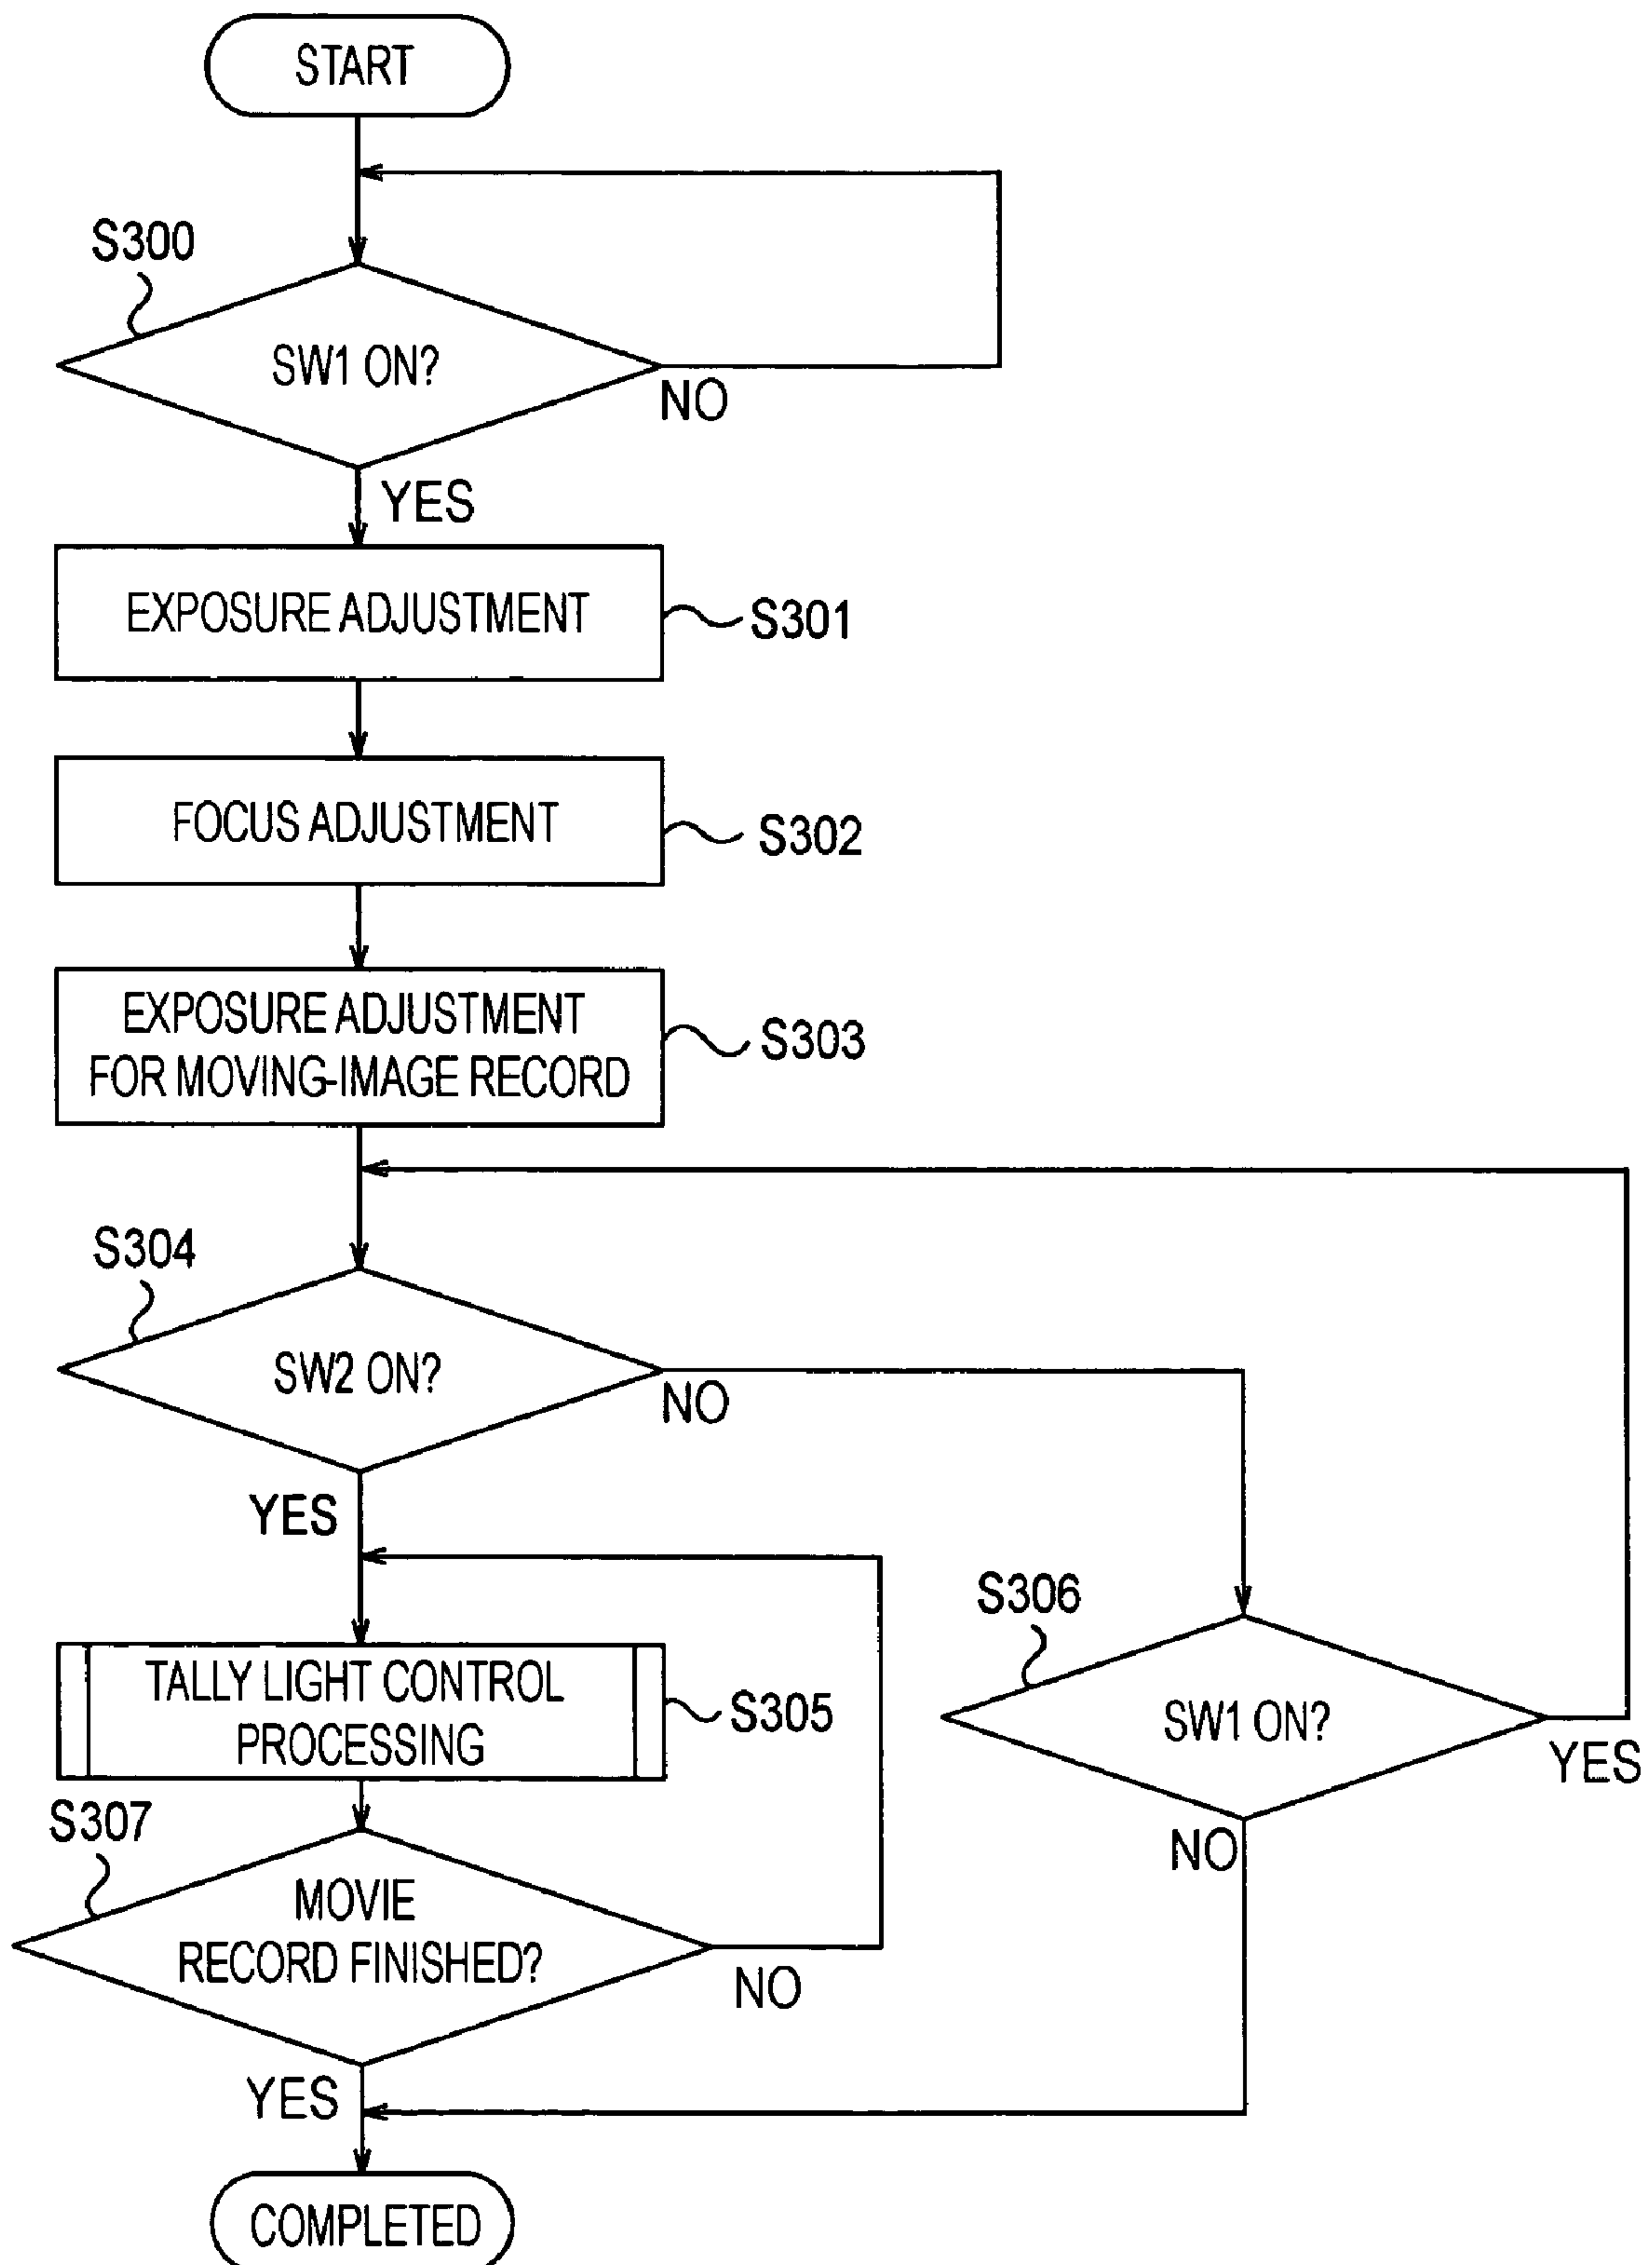 START
S300
SW1 ON?
NO
YES
EXPOSURE ADJUSTMENT
S301
FOCUS ADJUSTMENT
S302
EXPOSURE ADJUSTMENT
FOR MOVING-IMAGE RECORD
S303
S304
SW2 ON?
NO
YES
S306
SW1 ON?
YES
NO
TALLY LIGHT CONTROL
PROCESSING
S305
S307
MOVIE
RECORD FINISHED?
NO
YES
COMPLETED